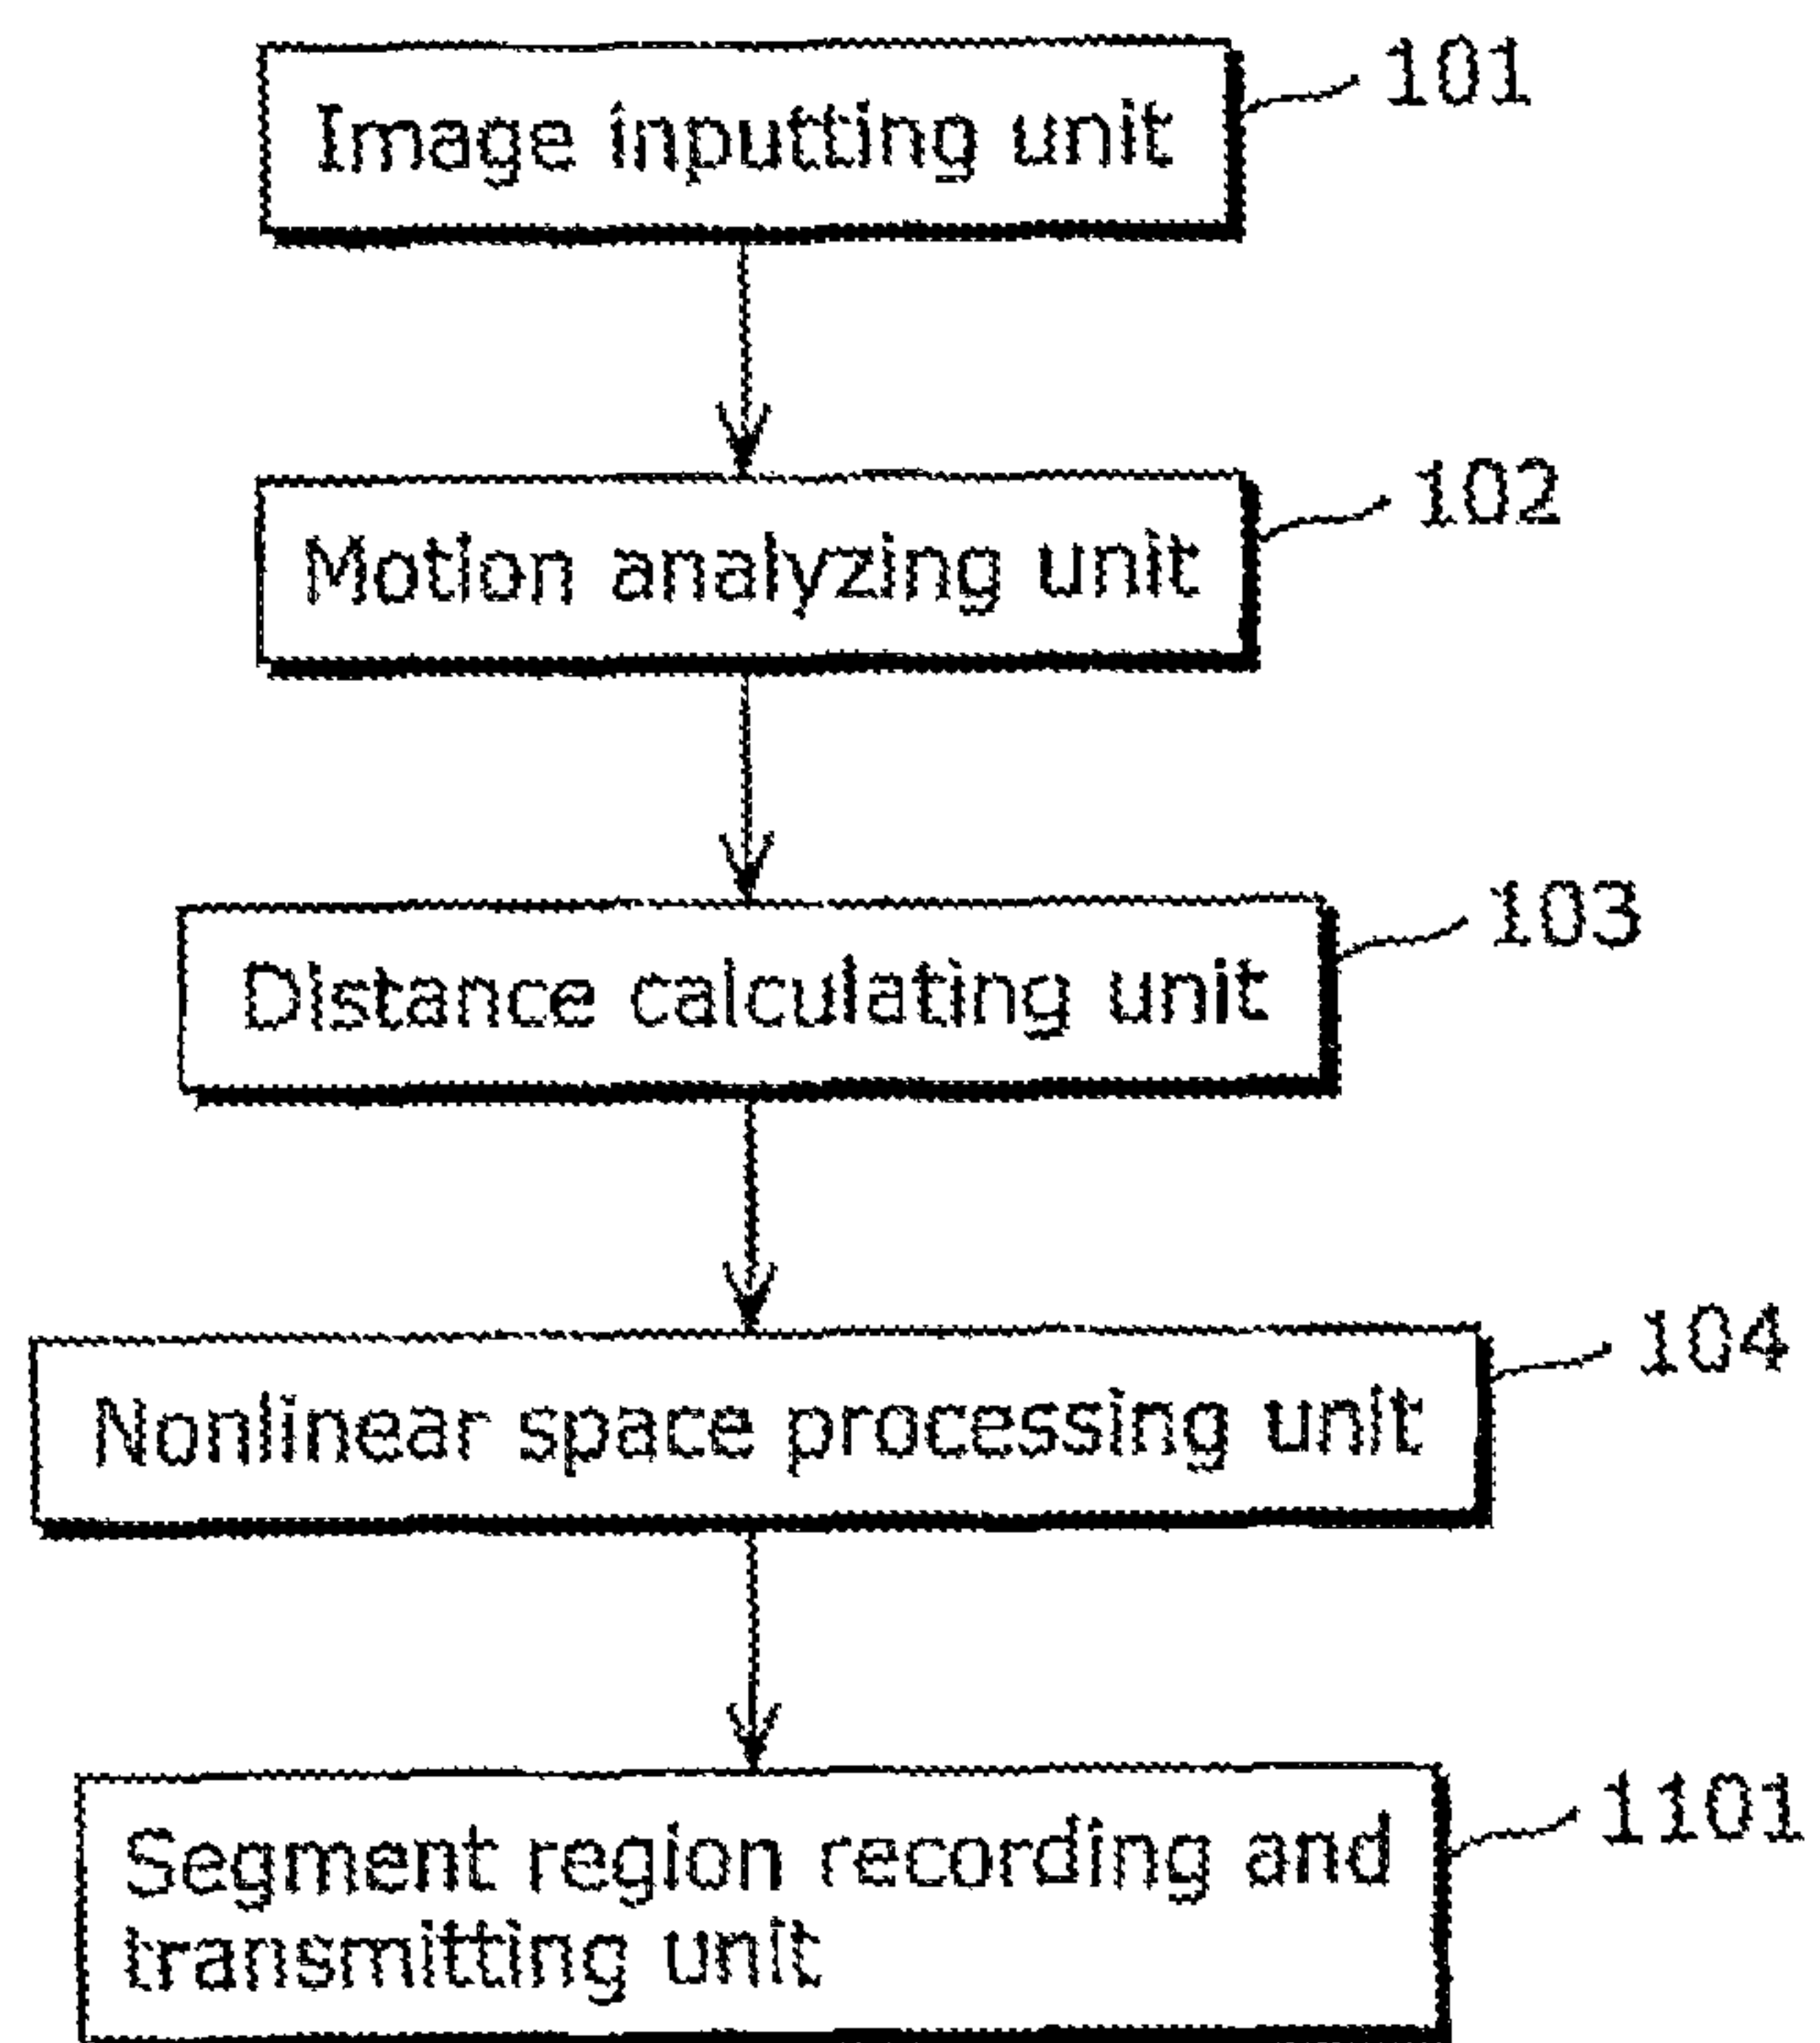 Image inputting unit
101
Motion analyzing unit
102
Distance calculating unit
103
Nonlinear space processing unit
104
Segment region recording and
transmitting unit
1101